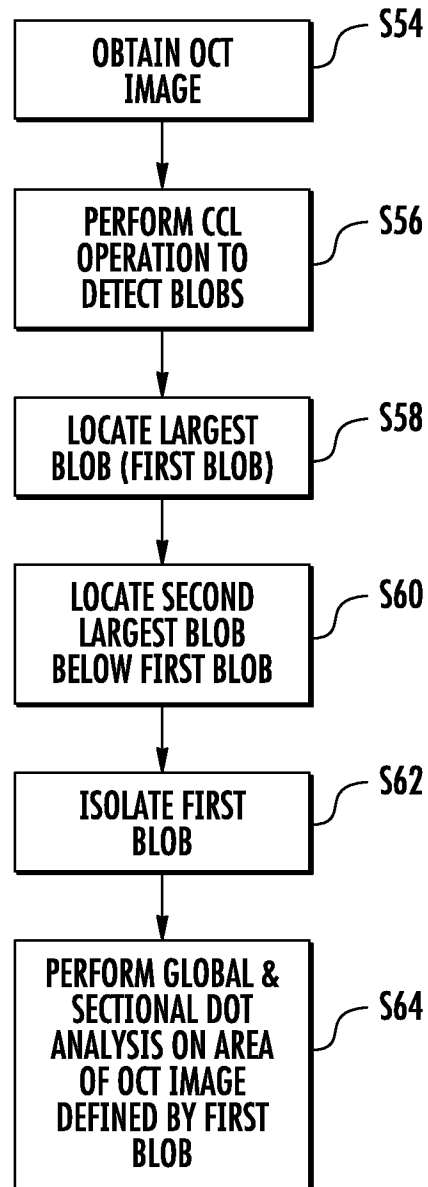 OBTAIN OCT
IMAGE
S54
PERFORM CCL
OPERATION TO
DETECT BLOBS
S56
LOCATE LARGEST
BLOB (FIRST BLOB)
S58
LOCATE SECOND
LARGEST BLOB
BELOW FIRST BLOB
S60
ISOLATE FIRST
BLOB
S62
PERFORM GLOBAL &
SECTIONAL DOT
ANALYSIS ON AREA
OF OCT IMAGE
DEFINED BY FIRST
BLOB
S64